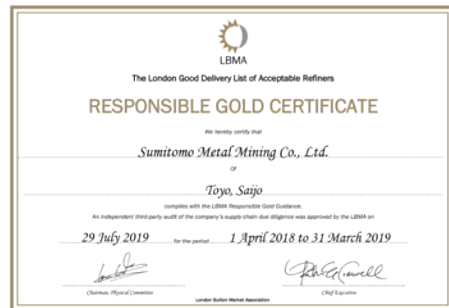 LBMA
The London Good Delivery List of Acceptable Refiners
RESPONSIBLE GOLD CERTIFICATE
We hereby certify that
Sumitomo Metal Mining Co., Ltd.
Of
Toyo, Saijo
complies with the LBMA Responsible Gold Guidance.
An independent third-party audit of the company's supply chain due diligence was approved by the LBMA on
29 July 2019 for the period: 1 April 2018 to 31 March 2019
Chairman, Physical Committee Chief Executive
London Bullion Market Association